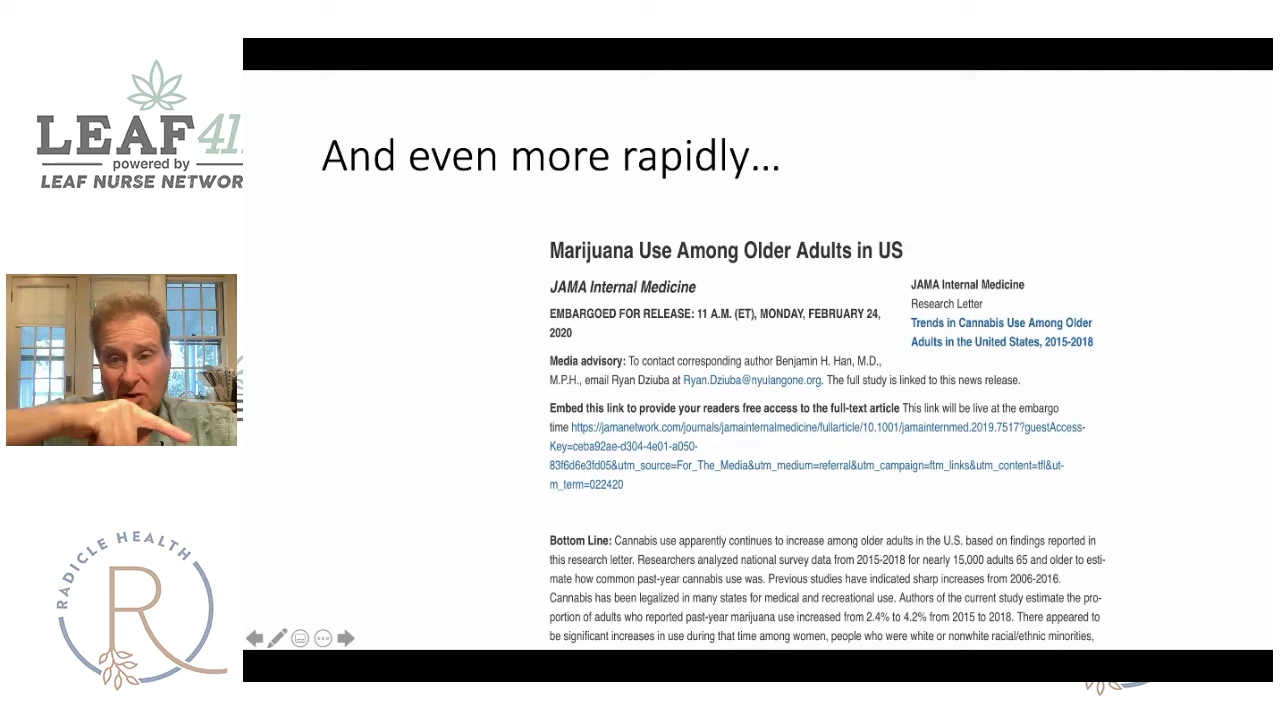 LEAF 41
powered by
LEAF NURSE NETWOR
And even more rapidly...
Marijuana Use Among Older Adults in US
JAMA Internal Medicine
EMBARGOED FOR RELEASE: 11 A.M. (ET), MONDAY, FEBRUARY 24,
2020
JAMA Internal Medicine
Research Letter
Trends in Cannabis Use Among Older
Adults in the United States, 2015-2018
Media advisory: To contact corresponding author Benjamin H. Han, M.D.,
M.P.H., email Ryan Dziuba at Ryan.Dziuba@nyulangone.org. The full study is linked to this news release.
Embed this link to provide your readers free access to the full-text article This link will be live at the embargo
time https://jamanetwork.com/journals/jamainternalmedicine/fullarticle/10.1001/jamainternmed.2019.7517?guestAccess-
Key=ceba92ae-d304-4e01-a050-
83f6d6e3fd05&utm_source=For_The_Media&utm_medium=referral&utm_campaign=ftm_links&utm_content=tfl&ut-
m_term=022420
Bottom Line: Cannabis use apparently continues to increase among older adults in the U.S. based on findings reported in
this research letter. Researchers analyzed national survey data from 2015-2018 for nearly 15,000 adults 65 and older to esti-
mate how common past-year cannabis use was. Previous studies have indicated sharp increases from 2006-2016.
Cannabis has been legalized in many states for medical and recreational use. Authors of the current study estimate the pro-
portion of adults who reported past-year marijuana use increased from 2.4% to 4.2% from 2015 to 2018. There appeared to
be significant increases in use during that time among women, people who were white or nonwhite racial/ethnic minorities,
RADICLE HEALTH
R